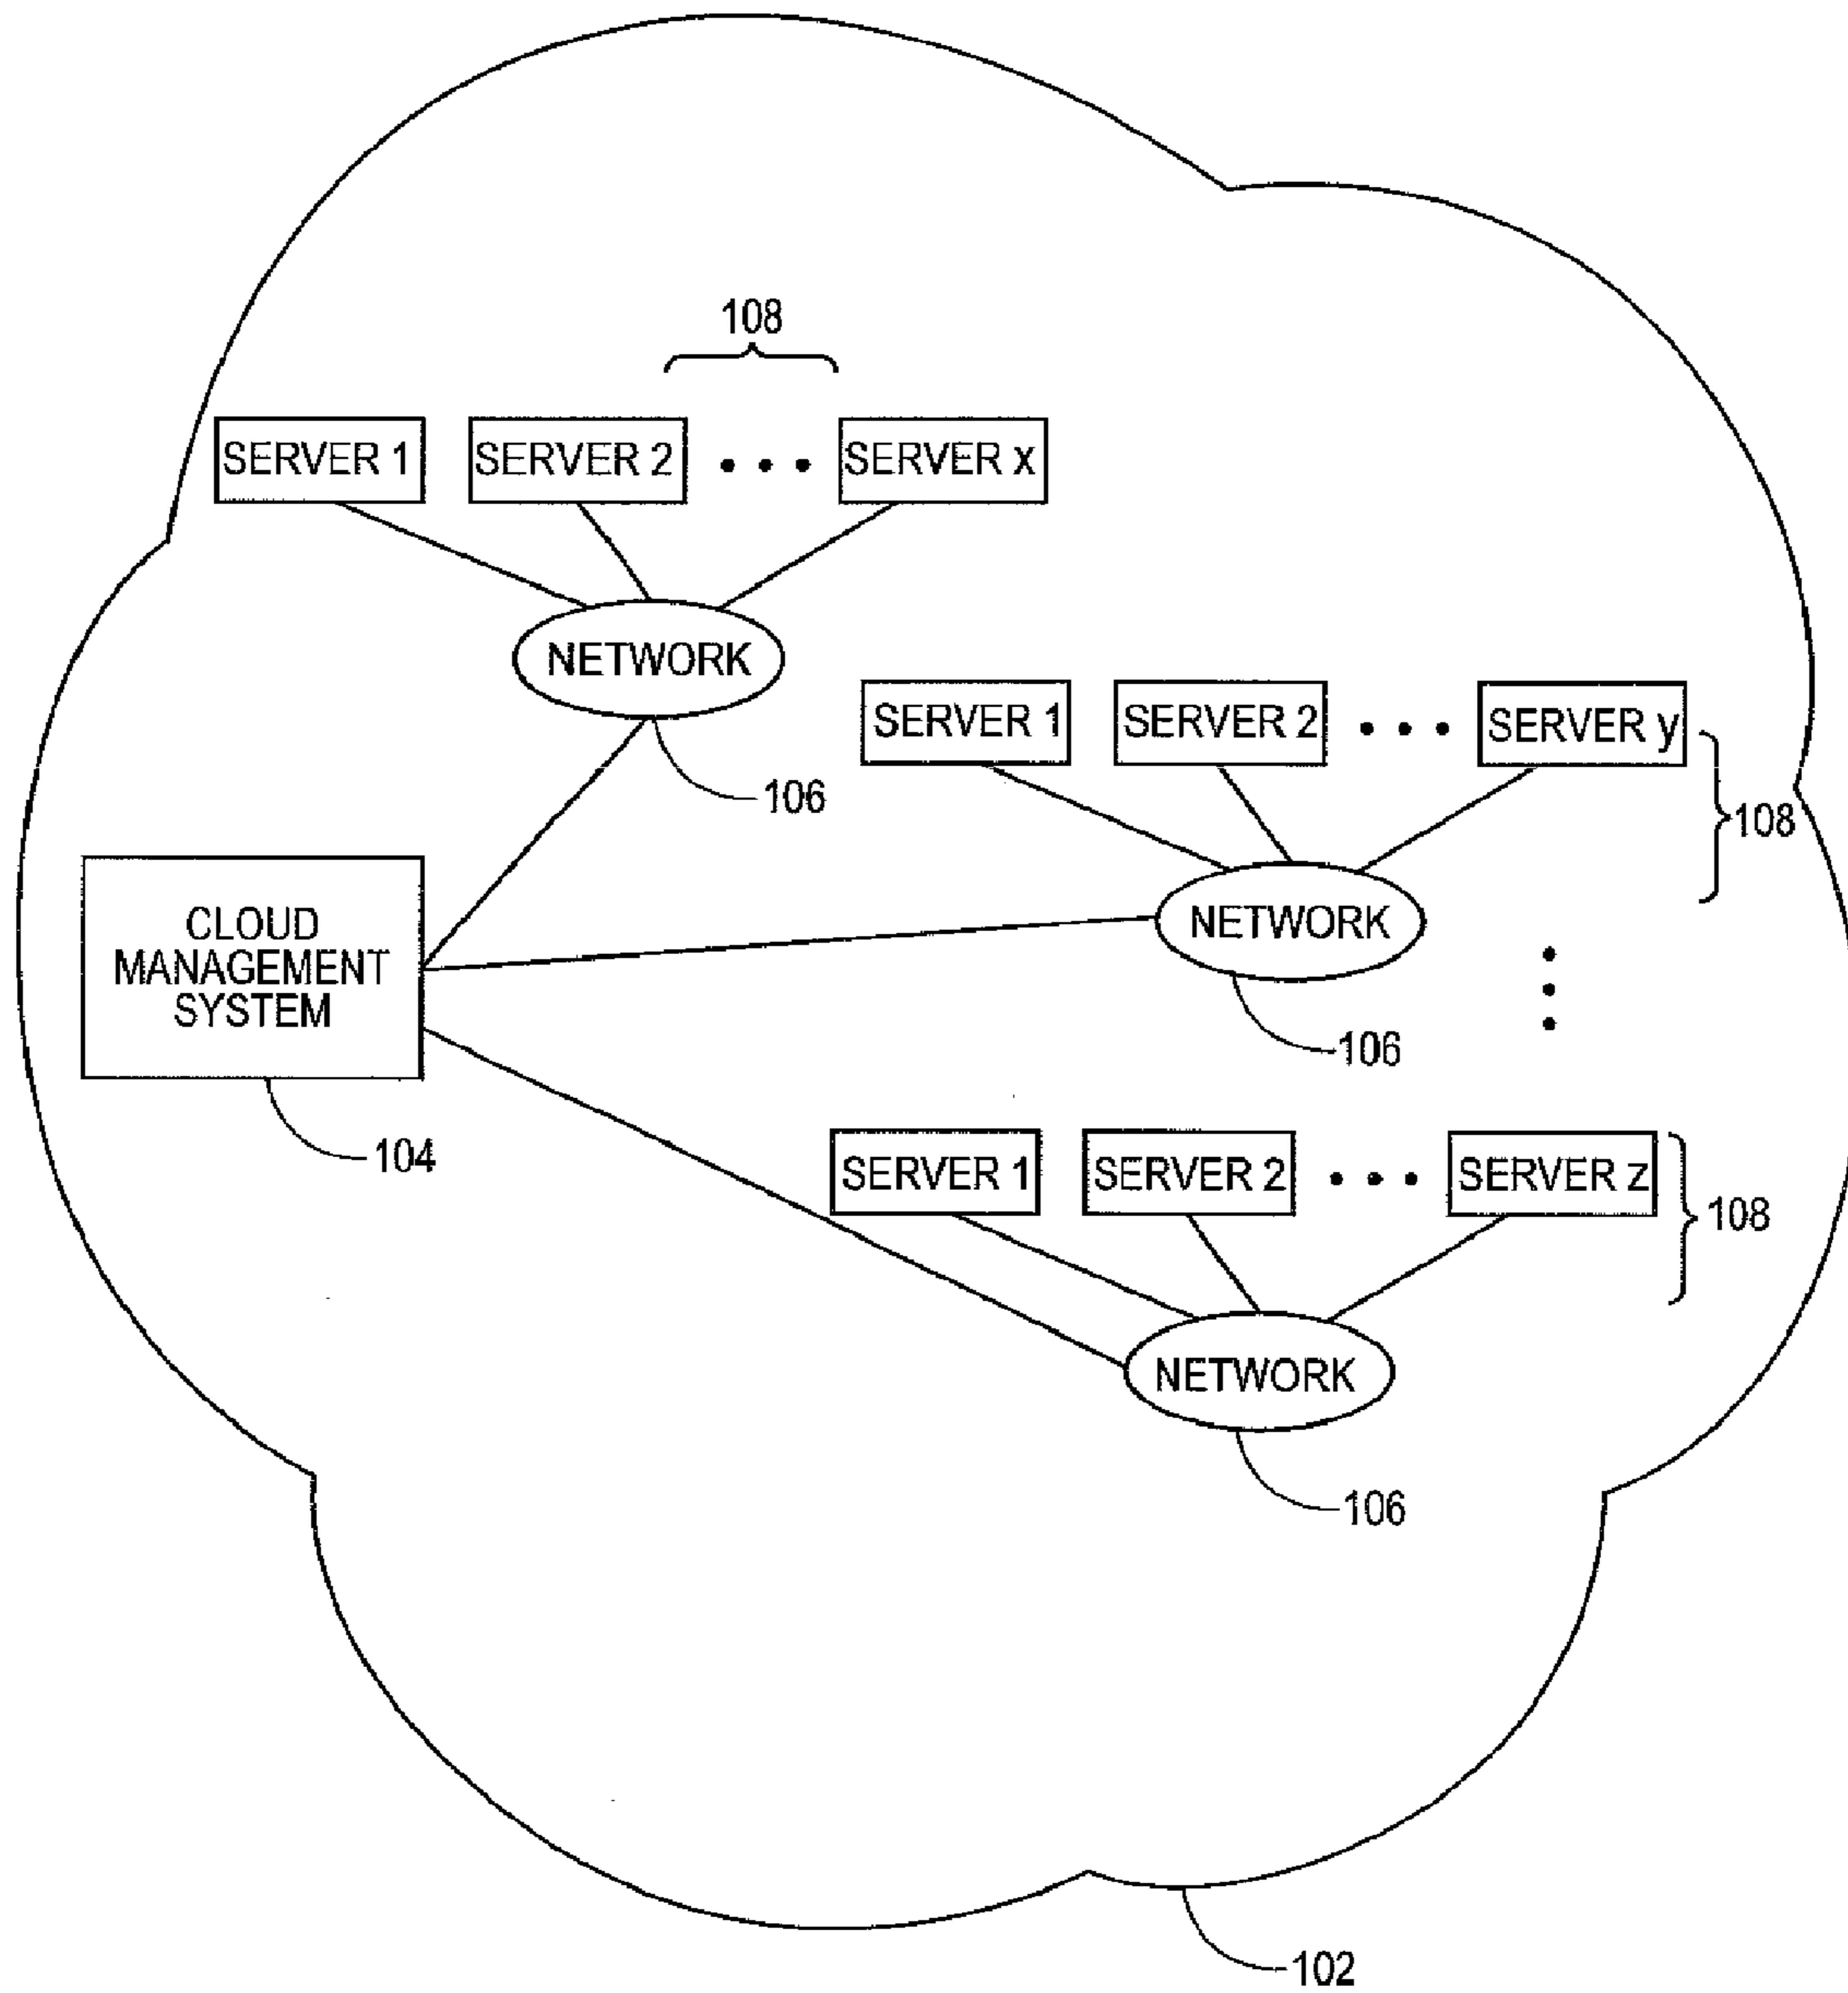 108
SERVER 1
SERVER 2
SERVER x
NETWORK
106
SERVER 1
SERVER 2
SERVER y
108
NETWORK
106
CLOUD
MANAGEMENT
SYSTEM
104
SERVER 1
SERVER 2
SERVER z
108
NETWORK
106
102